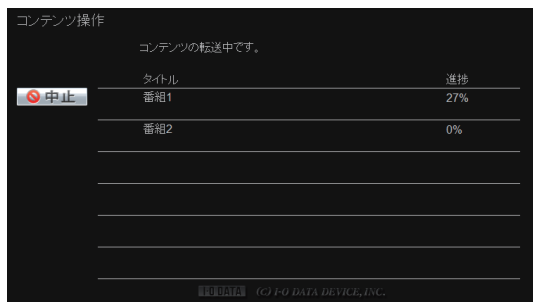 コンテンツ操作
コンテンツの転送中です。
タイトル 進捗
中止
番組1 27%
番組2 0%
I-O DATA (C) I-O DATA DEVICE, INC.